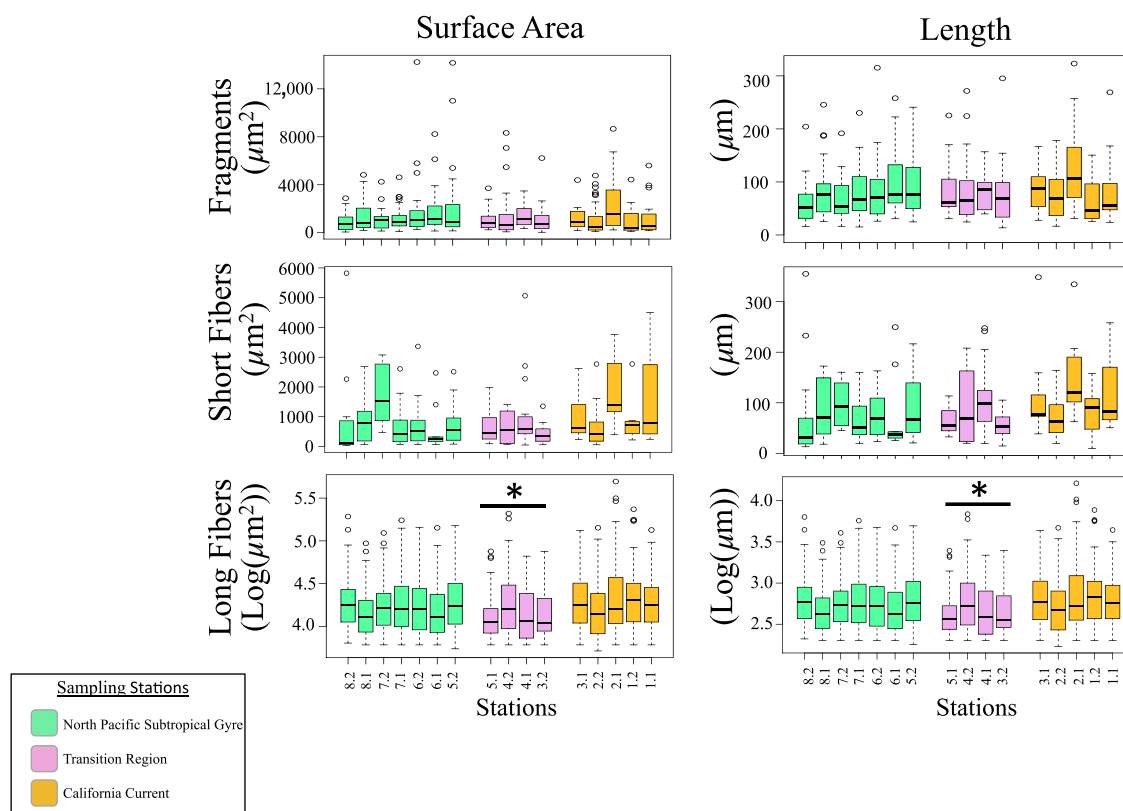 Surface Area
Length
Fragments
(μm²)
12,000
8000
4000
0
(μm)
300
200
100
0
Short Fibers
(μm²)
6000
5000
4000
3000
2000
1000
0
(μm)
300
200
100
0
Long Fibers
(Log(μm²))
5.5
5.0
4.5
4.0
*
(Log(μm))
4.0
3.5
3.0
2.5
*
8.2 8.1 7.2 7.1 6.2 6.1 5.2 5.1 4.2 4.1 3.2 3.1 2.2 2.1 1.2 1.1
Stations
8.2 8.1 7.2 7.1 6.2 6.1 5.2 5.1 4.2 4.1 3.2 3.1 2.2 2.1 1.2 1.1
Stations
Sampling Stations
North Pacific Subtropical Gyre
Transition Region
California Current